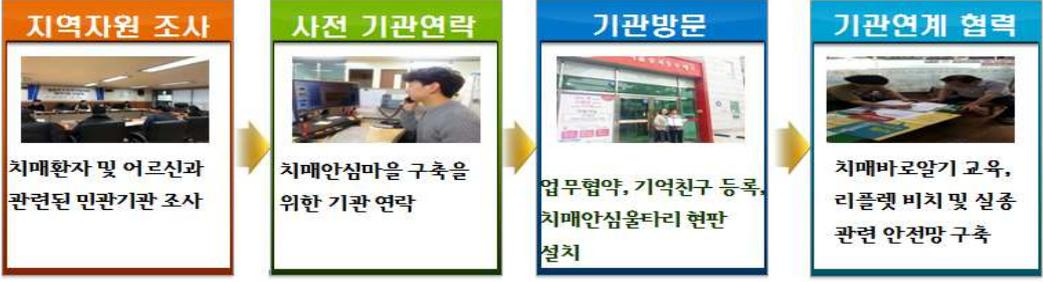 지역자원 조사
치매환자 및 어르신과
관련된 민관기관 조사
사전 기관연락
치매안심마을 구축을
위한 기관 연락
기관방문
업무협약, 기억친구 등록,
치매안심울타리 현판
설치
기관연계 협력
치매바로알기 교육,
리플렛 비치 및 실종
관련 안전망 구축